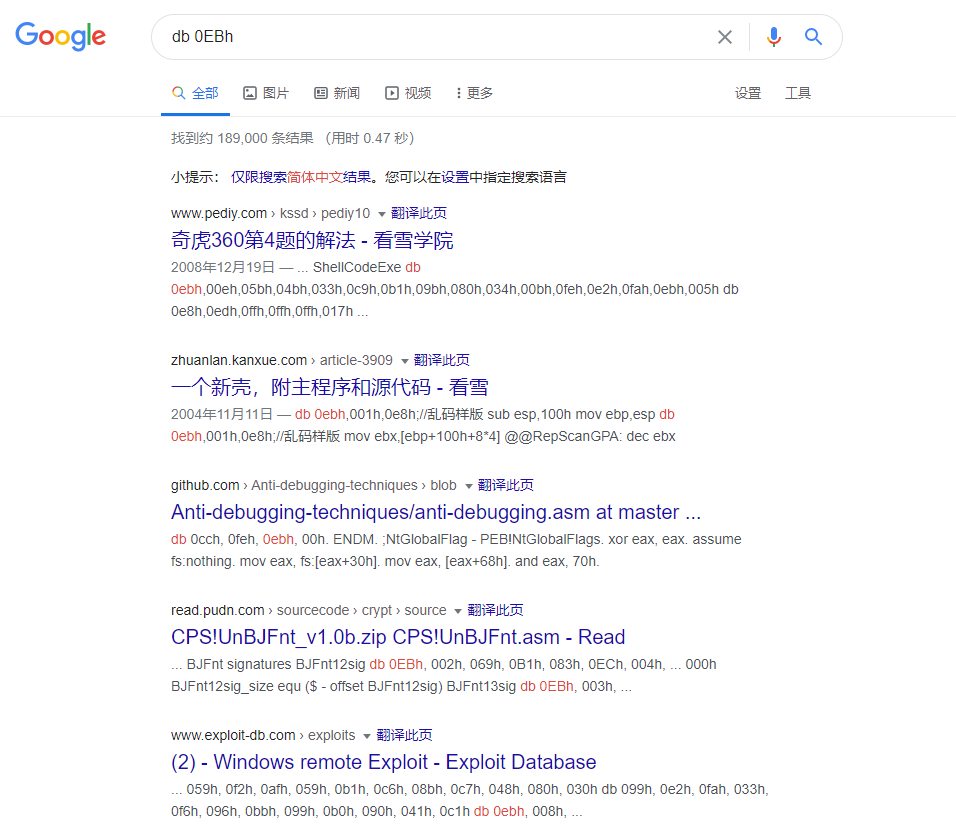 Google
db 0EBh
全部 图片 新闻 视频 更多 设置 工具
找到约 189,000 条结果 （用时 0.47 秒）
小提示： 仅限搜索简体中文结果。您可以在设置中指定搜索语言
www.pediy.com › kssd › pediy10 翻译此页
奇虎360第4题的解法 - 看雪学院
2008年12月19日 — ... ShellCodeExe db
0ebh,00eh,05bh,04bh,033h,0c9h,0b1h,09bh,080h,034h,00bh,0feh,0e2h,0fah,0ebh,005h db
0e8h,0edh,0ffh,0ffh,0ffh,017h ...
zhuanlan.kanxue.com › article-3909 翻译此页
一个新壳，附主程序和源代码 - 看雪
2004年11月11日 — db 0ebh,001h,0e8h;//乱码样版 sub esp,100h mov ebp,esp db
0ebh,001h,0e8h;//乱码样版 mov ebx,[ebp+100h+8*4] @@RepScanGPA: dec ebx
github.com › Anti-debugging-techniques › blob 翻译此页
Anti-debugging-techniques/anti-debugging.asm at master ...
db 0cch, 0feh, 0ebh, 00h. ENDM. ;NtGlobalFlag - PEB!NtGlobalFlags. xor eax, eax. assume
fs:nothing. mov eax, fs:[eax+30h]. mov eax, [eax+68h]. and eax, 70h.
read.pudn.com › sourcecode › crypt › source 翻译此页
CPS!UnBJFnt_v1.0b.zip CPS!UnBJFnt.asm - Read
... BJFnt signatures BJFnt12sig db 0EBh, 002h, 069h, 0B1h, 083h, 0ECh, 004h, ... 000h
BJFnt12sig_size equ ($ - offset BJFnt12sig) BJFnt13sig db 0EBh, 003h, ...
www.exploit-db.com › exploits 翻译此页
(2) - Windows remote Exploit - Exploit Database
... 059h, 0f2h, 0afh, 059h, 0b1h, 0c6h, 08bh, 0c7h, 048h, 080h, 030h db 099h, 0e2h, 0fah, 033h,
0f6h, 096h, 0bbh, 099h, 0b0h, 090h, 041h, 0c1h db 0ebh, 008h, ...